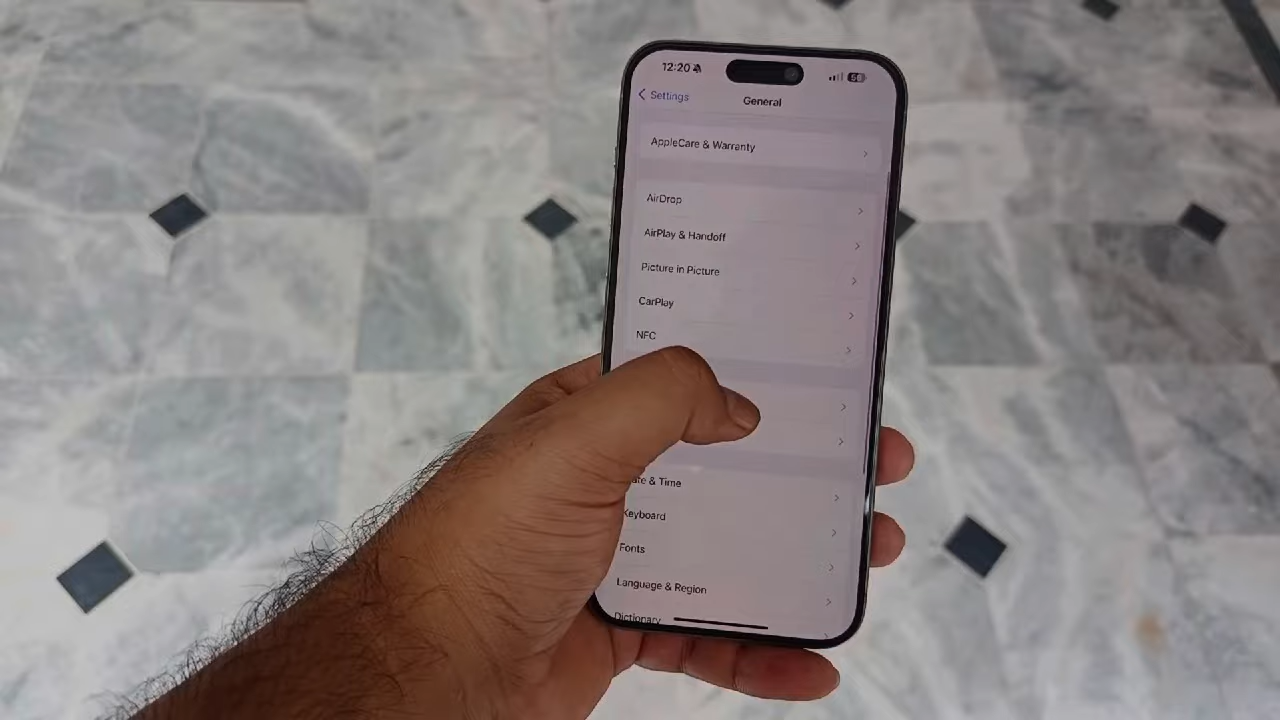 12:20
Settings
General
AppleCare & Warranty
AirDrop
AirPlay & Handoff
Picture in Picture
CarPlay
NFC
& Time
Keyboard
Fonts
Language & Region
Dictionary